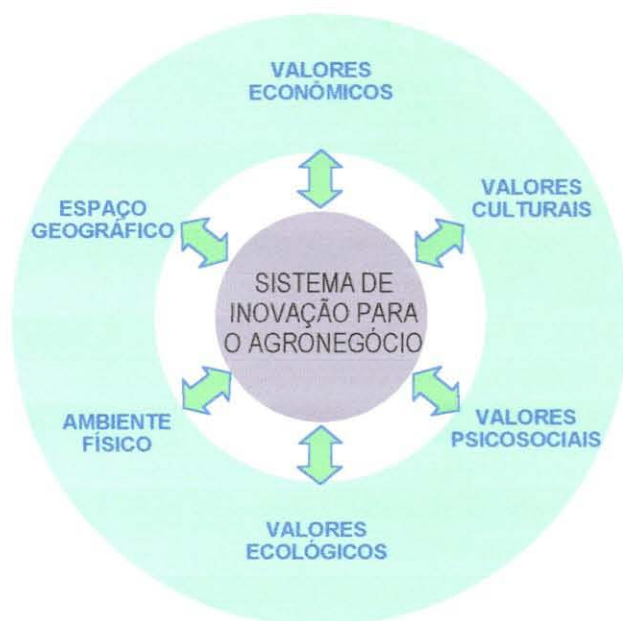 VALORES
ECONÔMICOS
VALORES
CULTURAIS
ESPAÇO
GEOGRÁFICO
SISTEMA DE
INOVAÇÃO PARA
O AGRONEGÓCIO
AMBIENTE
FÍSICO
VALORES
PSICOSOCIAIS
VALORES
ECOLÓGICOS